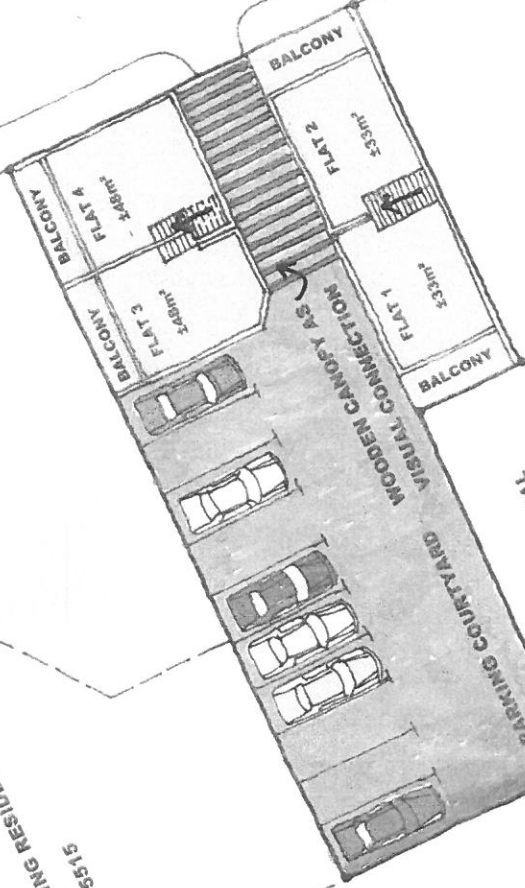 BALCONY
FLAT 2
±33m²
BALCONY
FLAT 4
±48m²
BALCONY
FLAT 3
±48m²
FLAT 1
±33m²
BALCONY
WOODEN CANOPY AS
VISUAL CONNECTION
PARKING COURTYARD
5515